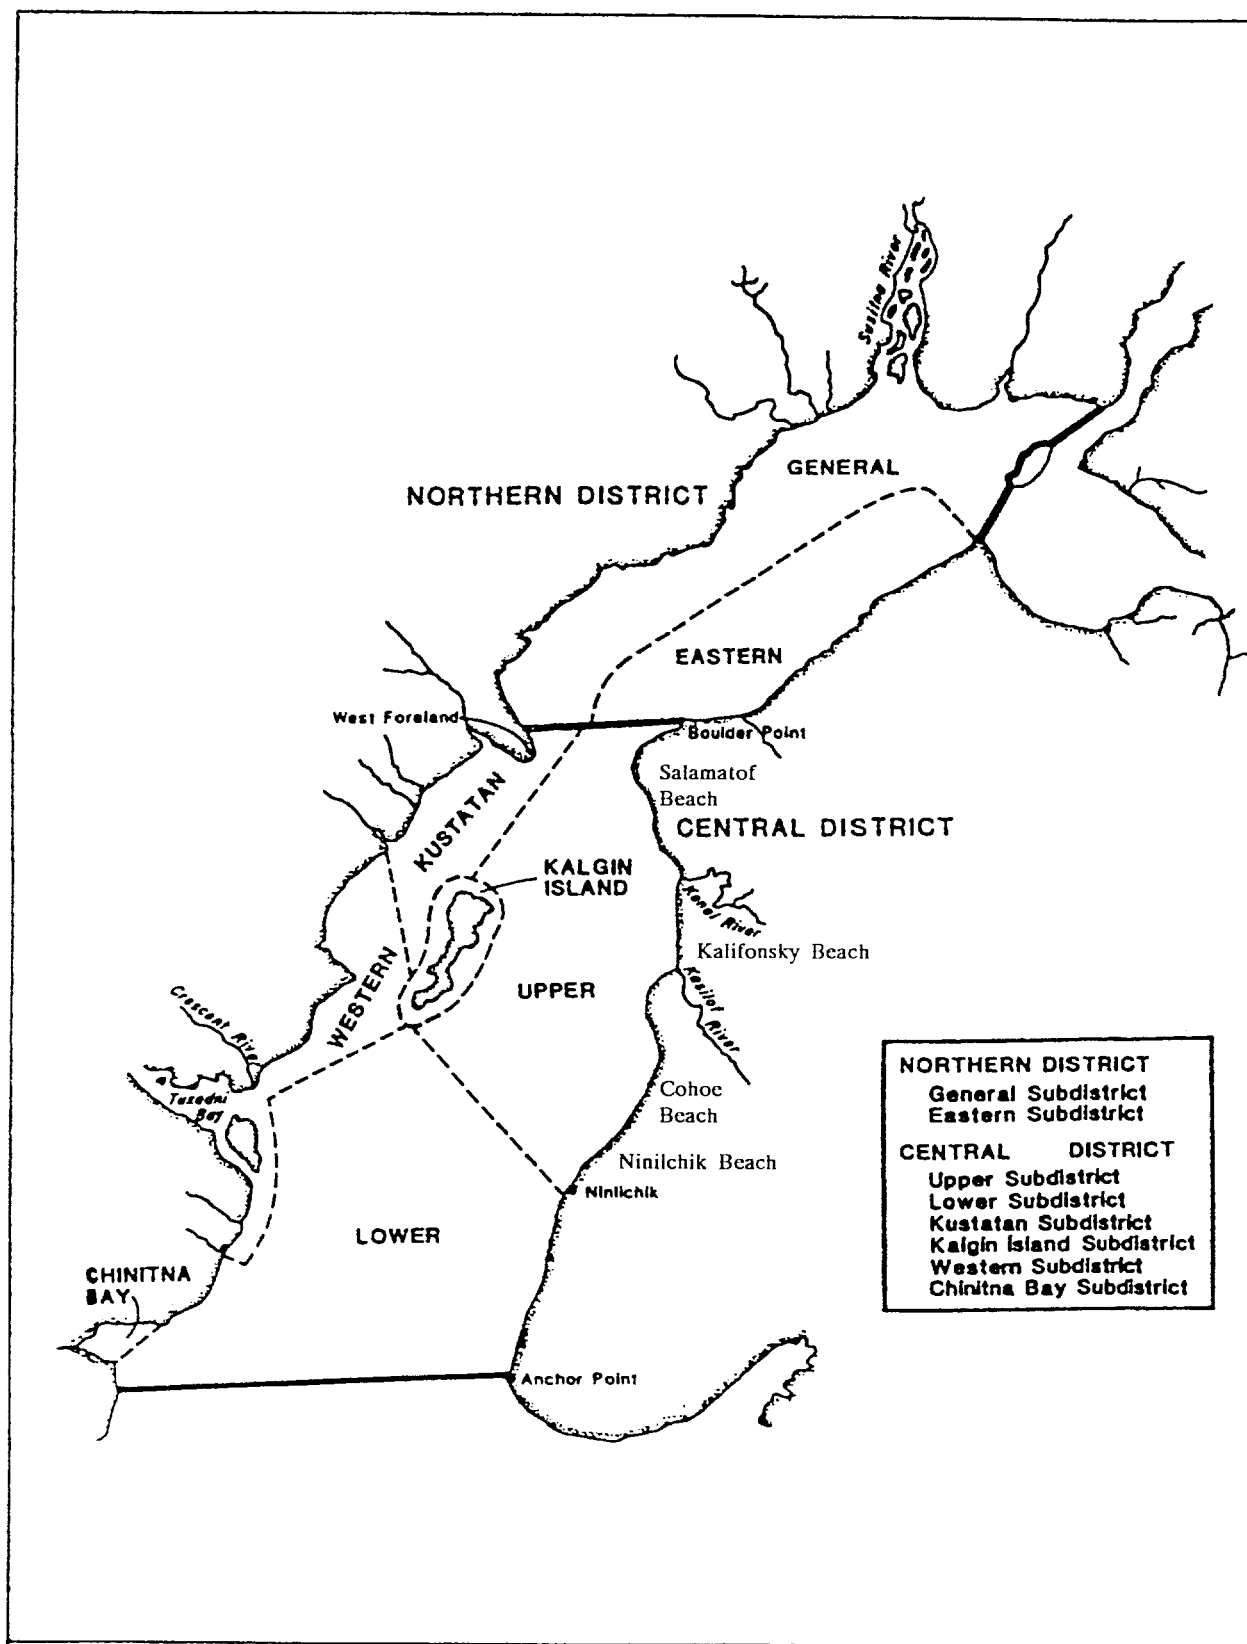 Susitna River
GENERAL
NORTHERN DISTRICT
EASTERN
West Foreland
Boulder Point
Salamatof
Beach
KUSTATAN
CENTRAL DISTRICT
KALGIN
ISLAND
Kenai River
Kalifonsky Beach
WESTERN
UPPER
Kasilof River
Crescent River
Tuxedni
Bay
Cohoe
Beach
Ninilchik Beach
Ninilchik
LOWER
CHINITNA
BAY
Anchor Point
NORTHERN DISTRICT
General Subdistrict
Eastern Subdistrict
CENTRAL DISTRICT
Upper Subdistrict
Lower Subdistrict
Kustatan Subdistrict
Kalgin Island Subdistrict
Western Subdistrict
Chinitna Bay Subdistrict